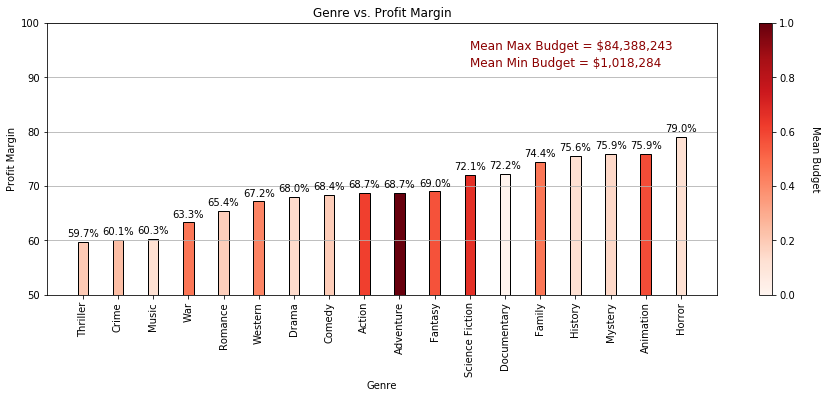 Genre vs. Profit Margin
Mean Max Budget = $84,388,243
Mean Min Budget = $1,018,284
Profit Margin
100
90
80
70
60
50
59.7%
60.1%
60.3%
63.3%
65.4%
67.2%
68.0%
68.4%
68.7%
68.7%
69.0%
72.1%
72.2%
74.4%
75.6%
75.9%
75.9%
79.0%
Thriller
Crime
Music
War
Romance
Western
Drama
Comedy
Action
Adventure
Fantasy
Science Fiction
Documentary
Family
History
Mystery
Animation
Horror
Genre
1.0
0.8
0.6
0.4
0.2
0.0
Mean Budget